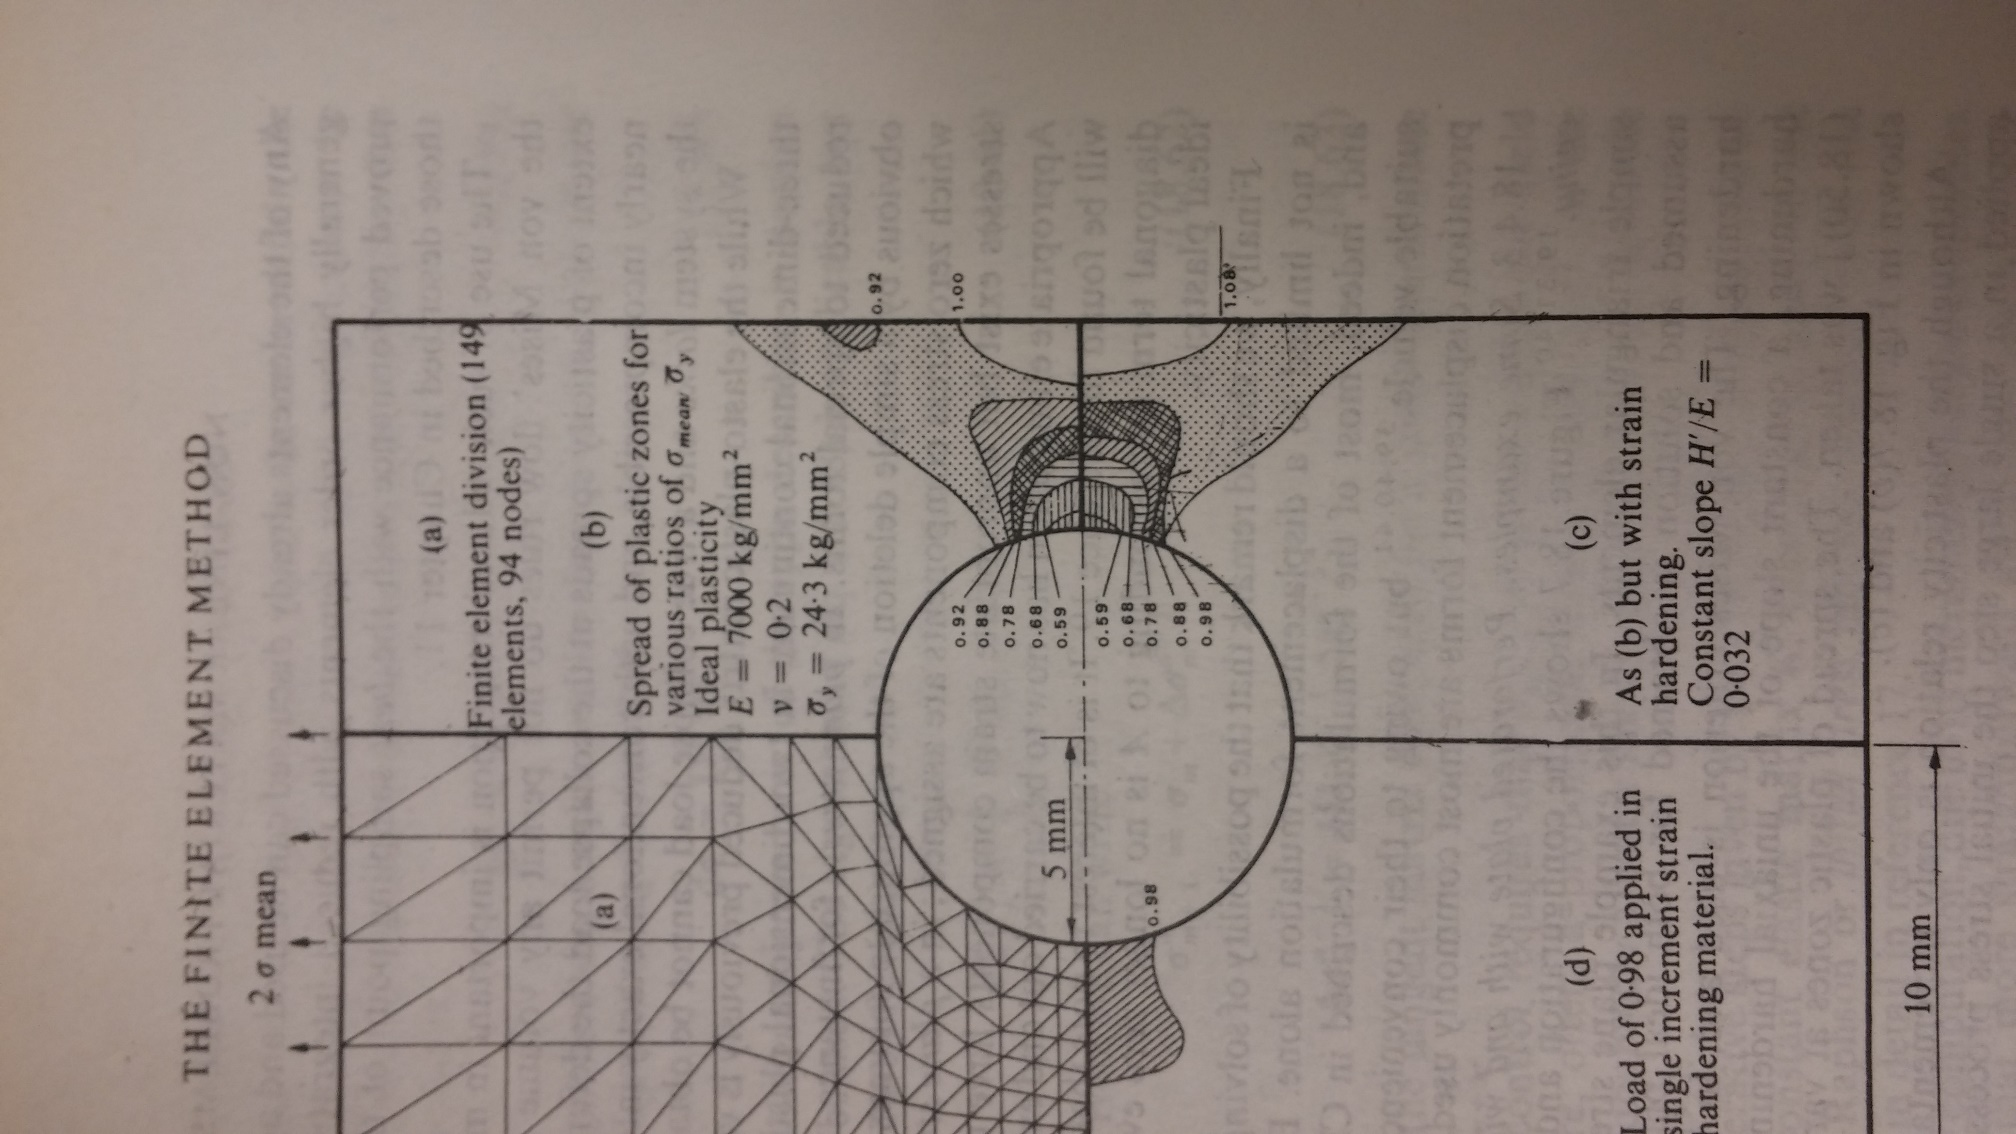 THE FINITE ELEMENT METHOD
2 σ mean
(a)
Finite element division (149
elements, 94 nodes)
(b)
Spread of plastic zones for
various ratios of σmean/σ̅y
Ideal plasticity
E = 7000 kg/mm²
ν = 0·2
σ̅y = 24·3 kg/mm²
(a)
0.92
1.00
1.08
0.92
0.88
0.78
0.68
0.59
0.59
0.68
0.78
0.88
0.98
5 mm
0.98
(c)
As (b) but with strain
hardening.
Constant slope H'/E =
0·032
(d)
Load of 0·98 applied in
single increment strain
hardening material.
10 mm